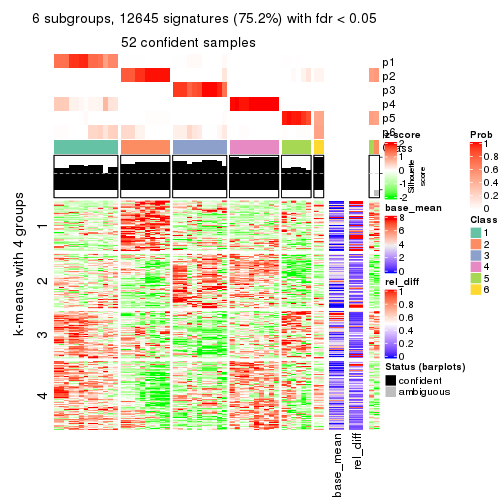 6 subgroups, 12645 signatures (75.2%) with fdr < 0.05
52 confident samples
p1
p2
p3
p4
p5
p6
Class
z-score
2
1
0
-1
-2
Silhouette
score
Prob
1
0.8
0.6
0.4
0.2
0
base_mean
8
6
4
2
0
Class
1
2
3
4
5
6
rel_diff
1
0.8
0.6
0.4
0.2
0
Status (barplots)
confident
ambiguous
k-means with 4 groups
1
2
3
4
base_mean
rel_diff